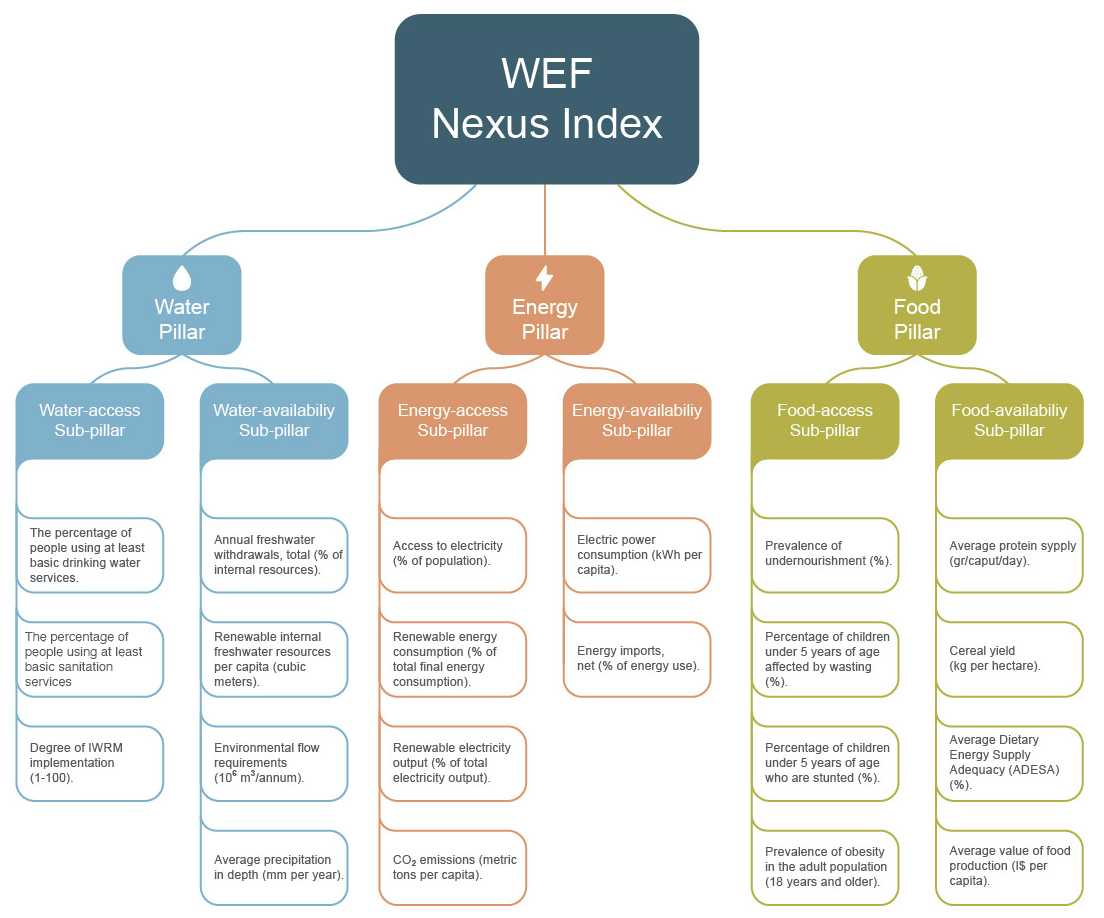 WEF
Nexus Index
Water
Pillar
Energy
Pillar
Food
Pillar
Water-access
Sub-pillar
Water-availabiliy
Sub-pillar
Energy-access
Sub-pillar
Energy-availabiliy
Sub-pillar
Food-access
Sub-pillar
Food-availabiliy
Sub-pillar
The percentage of
people using at least
basic drinking water
services.
Annual freshwater
withdrawals, total (% of
internal resources).
Access to electricity
(% of population).
Electric power
consumption (kWh per
capita).
Prevalence of
undernourishment (%).
Average protein sypply
(gr/caput/day).
The percentage of
people using at least
basic sanitation
services
Renewable internal
freshwater resources
per capita (cubic
meters).
Renewable energy
consumption (% of
total final energy
consumption).
Energy imports,
net (% of energy use).
Percentage of children
under 5 years of age
affected by wasting
(%).
Cereal yield
(kg per hectare).
Degree of IWRM
implementation
(1-100).
Environmental flow
requirements
(10⁶ m³/annum).
Renewable electricity
output (% of total
electricity output).
Percentage of children
under 5 years of age
who are stunted (%).
Average Dietary
Energy Supply
Adequacy (ADESA)
(%).
Average precipitation
in depth (mm per year).
CO₂ emissions (metric
tons per capita).
Prevalence of obesity
in the adult population
(18 years and older).
Average value of food
production (I$ per
capita).